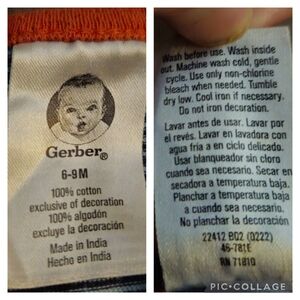 Gerber®
6-9 M
100% cotton
exclusive of decoration
100% algodón
excluye la decoración
Made in India
Hecho en India
Wash before use. Wash inside
out. Machine wash cold, gentle
cycle. Use only non-chlorine
bleach when needed. Tumble
dry low. Cool iron if necessary.
Do not iron decoration.
Lavar antes de usar. Lavar por
el revés. Lavar en lavadora con
agua fria a en ciclo delicado.
Usar blanqueador sin cloro
cuando sea necesario. Secar en
secadora a temperatura baja.
Planchar a temperatura baja
a cuando sea necesario.
No planchar la decoración
22412 B02 (0222)
46-781E
RN 71810
PIC•COLLAGE